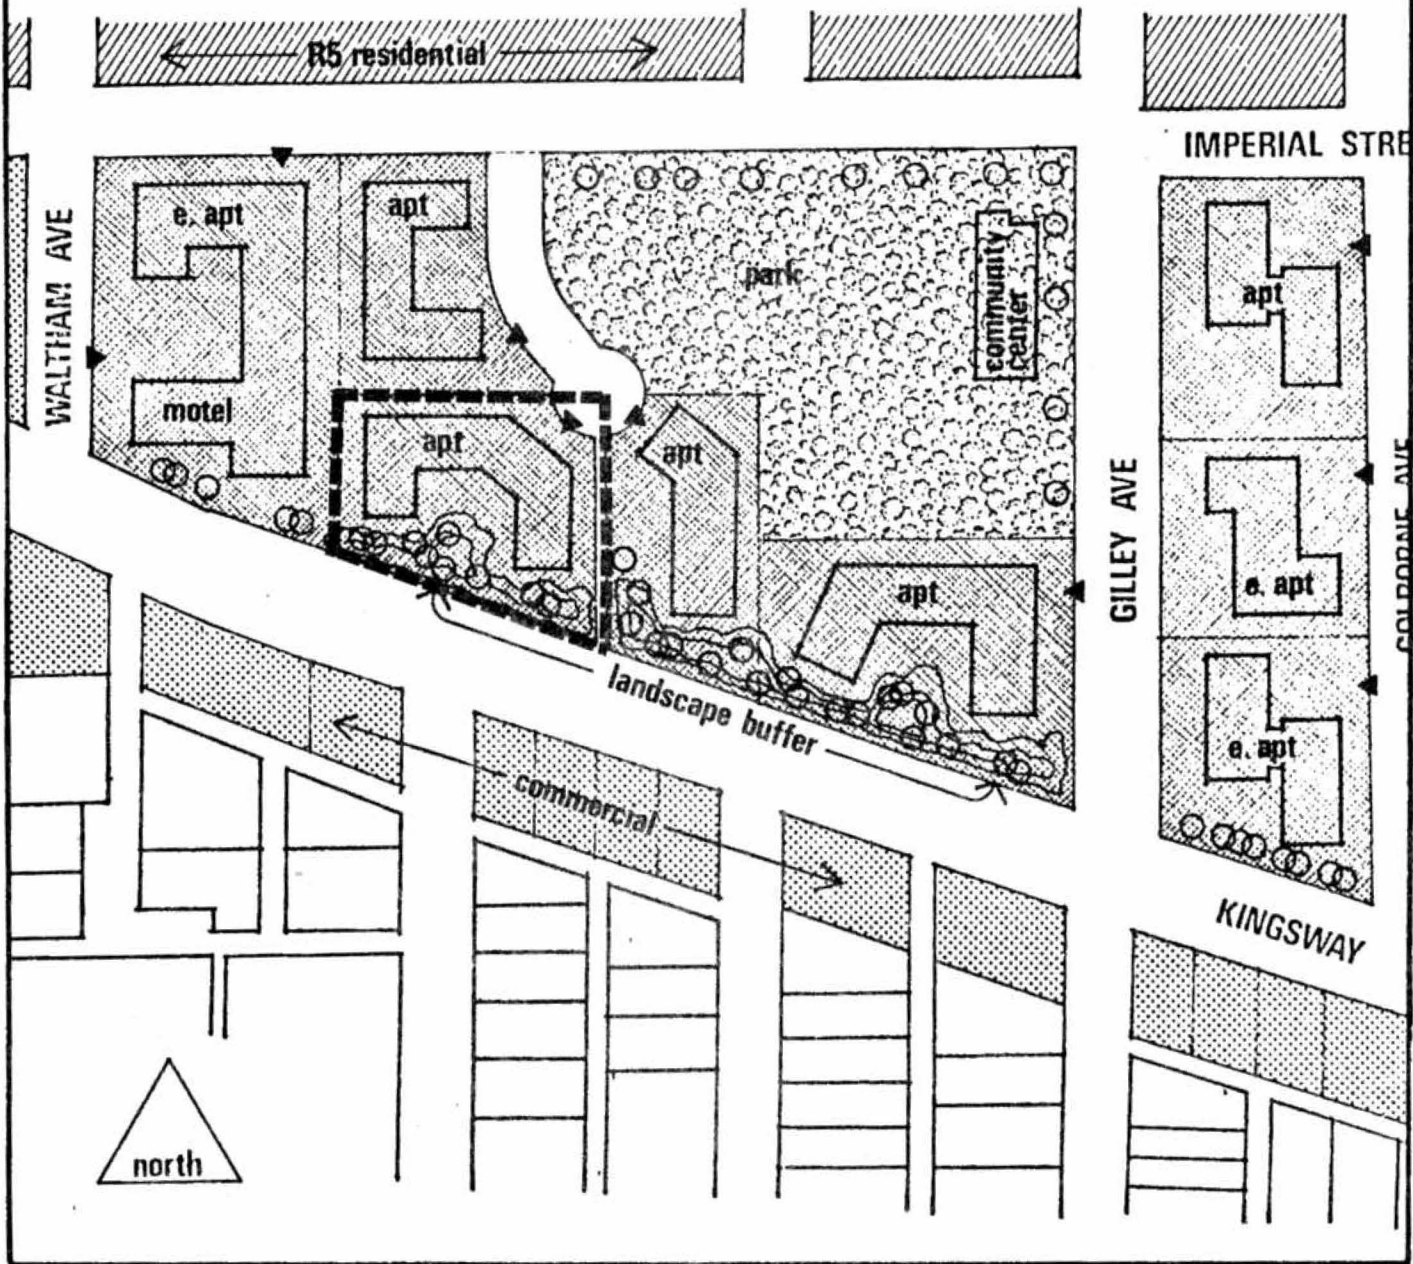 R5 residential
IMPERIAL STRE
WALTHAM AVE
e. apt
apt
park
community
center
apt
motel
apt
apt
GILLEY AVE
e. apt
apt
landscape buffer
e. apt
commercial
KINGSWAY
north